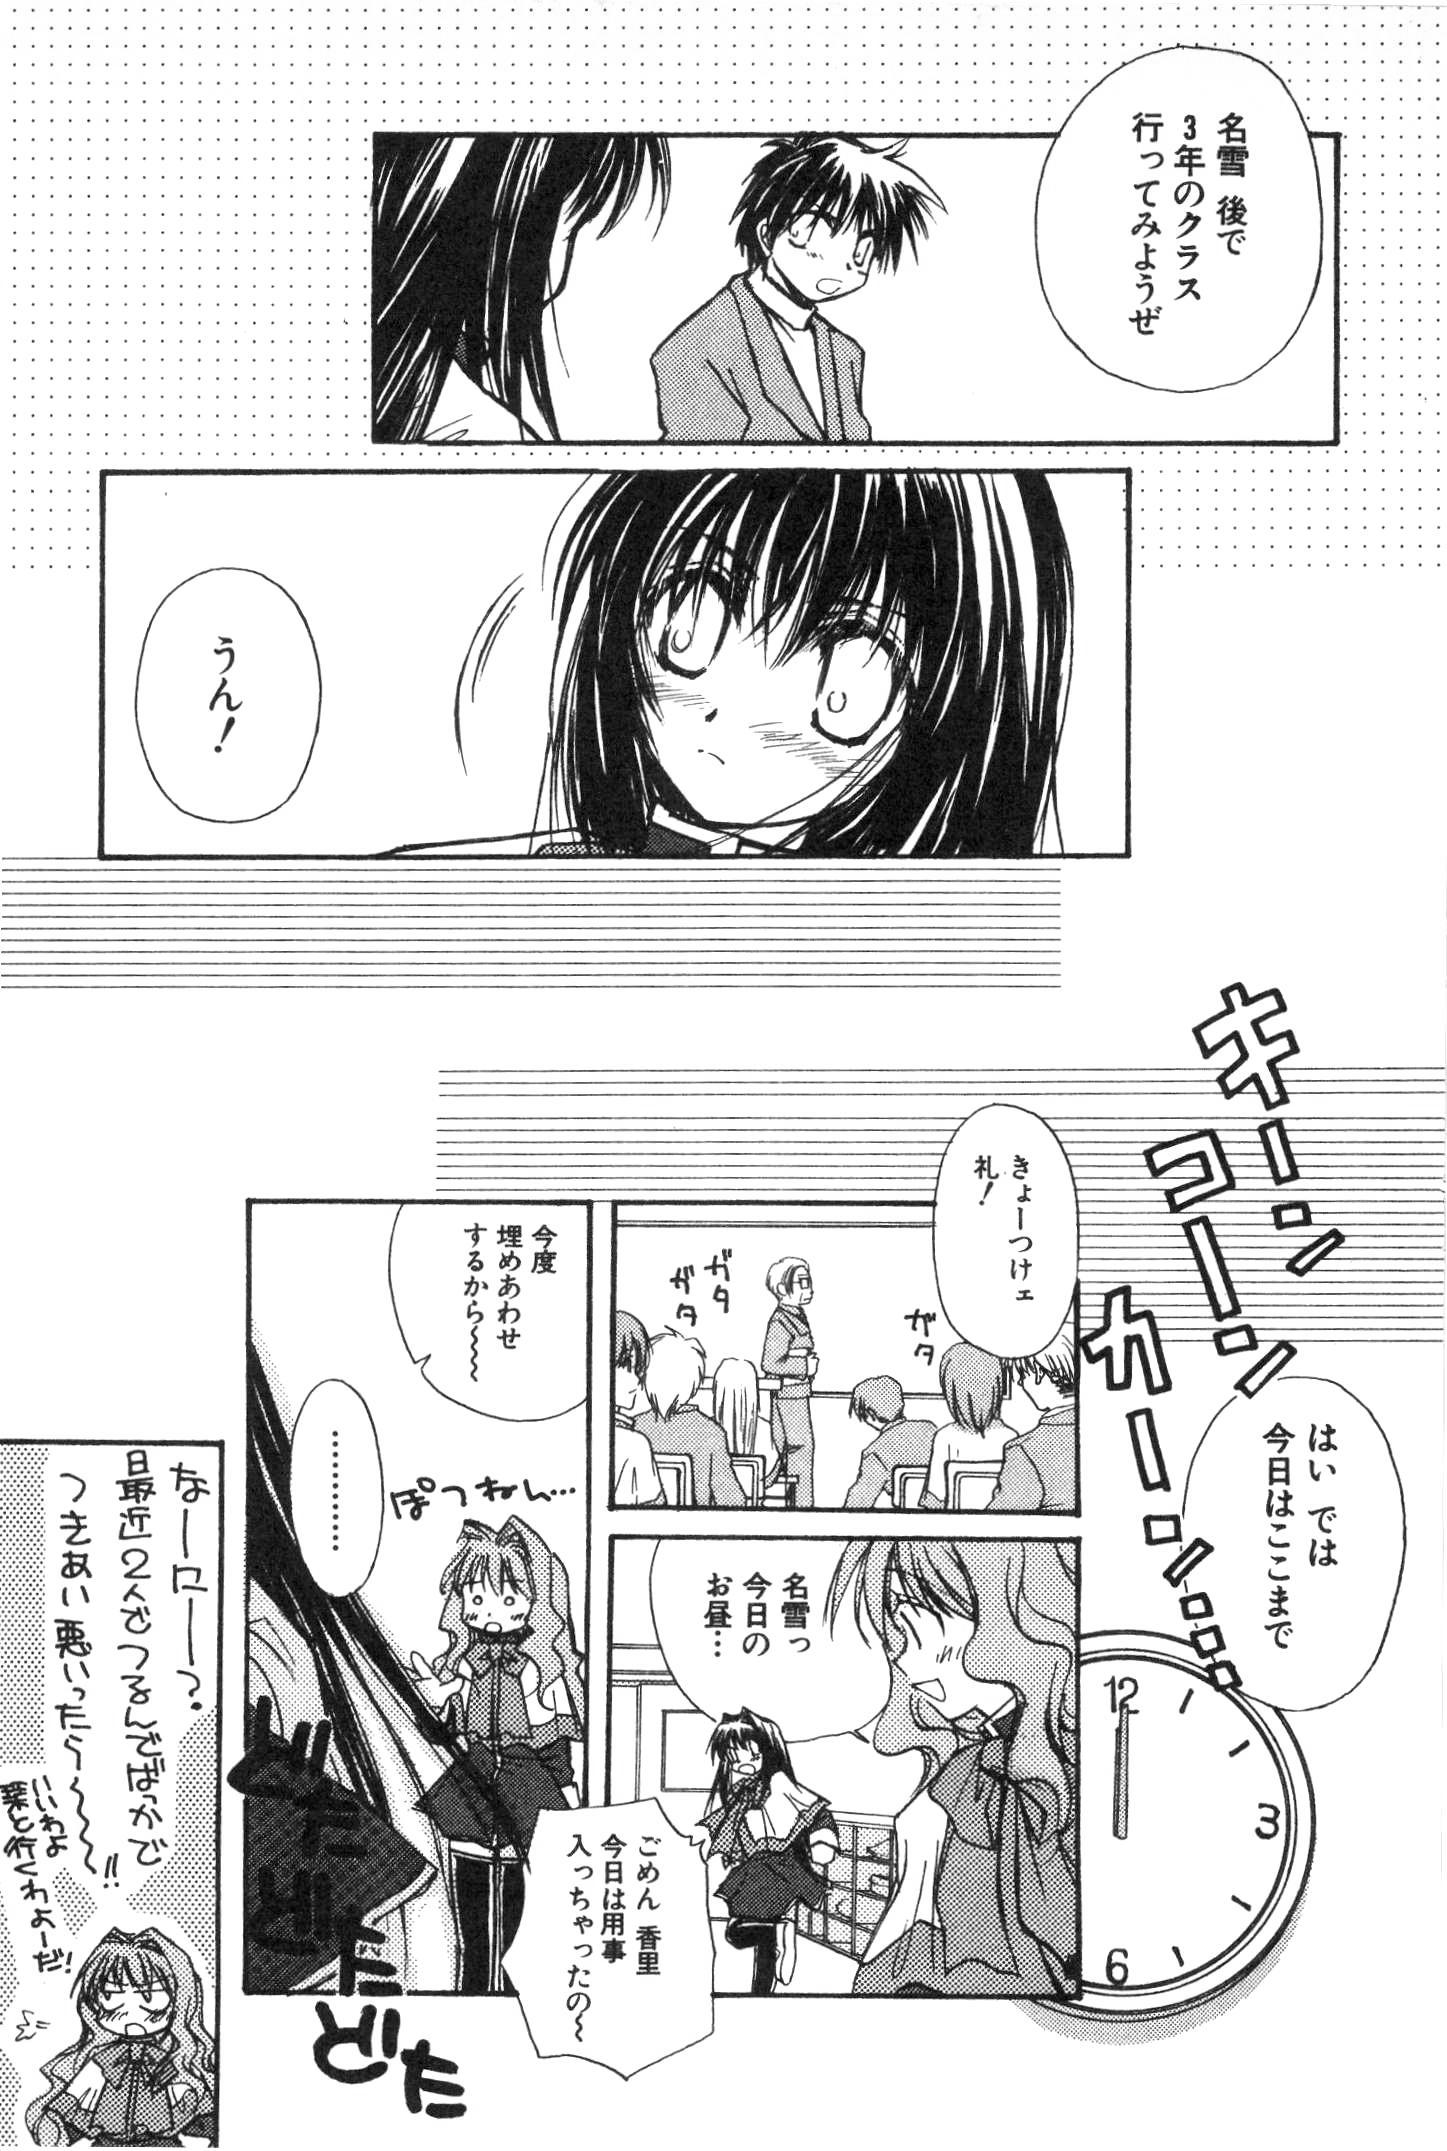 名雪 後で
3年のクラス
行ってみようぜ
うん!
キーン
コーン
カーン…
はい では
今日はここまで
きょーつけェ
礼!
ガタ
ガタ
ガタ
12
3
6
名雪っ
今日の
お昼…
ごめん 香里
今日は用事
入っちゃったの～
今度
埋めあわせ
するから～～
…………
ぽつねん…
どた
どた
どた
なーにー?
最近2人でつるんでばっかで
つきあい悪いったら～～～!!
いいわよ
栞と行くわよーだ!